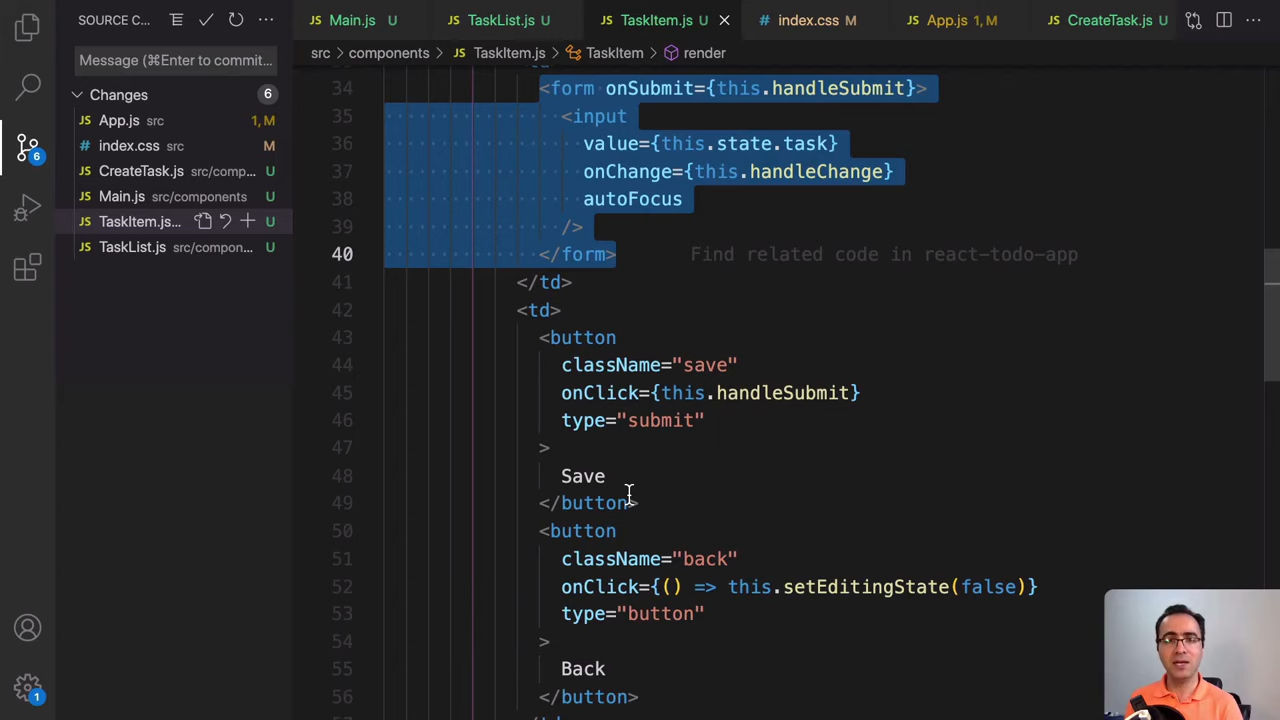 SOURCE C...
Main.js U
TaskList.js U
TaskItem.js U
index.css M
App.js 1, M
CreateTask.js U
Message (⌘Enter to commit...
src > components > TaskItem.js > TaskItem > render
Changes 6
App.js src 1, M
index.css src M
CreateTask.js src/comp... U
Main.js src/components U
TaskItem.js... U
TaskList.js src/compon... U
6
1
34 <form onSubmit={this.handleSubmit}>
35 <input
36 value={this.state.task}
37 onChange={this.handleChange}
38 autoFocus
39 />
40 </form> Find related code in react-todo-app
41 </td>
42 <td>
43 <button
44 className="save"
45 onClick={this.handleSubmit}
46 type="submit"
47 >
48 Save
49 </button>
50 <button
51 className="back"
52 onClick={() => this.setEditingState(false)}
53 type="button"
54 >
55 Back
56 </button>